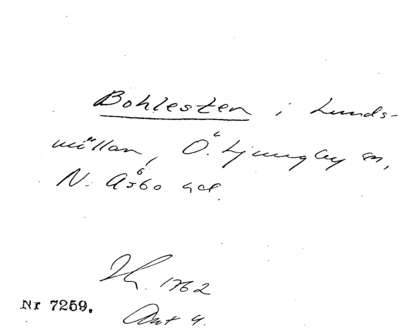 Bohlesten i Lunds-
möllan, Ö. Ljungby sn,
N. Åsbo hd.
1762
Nr 7259.